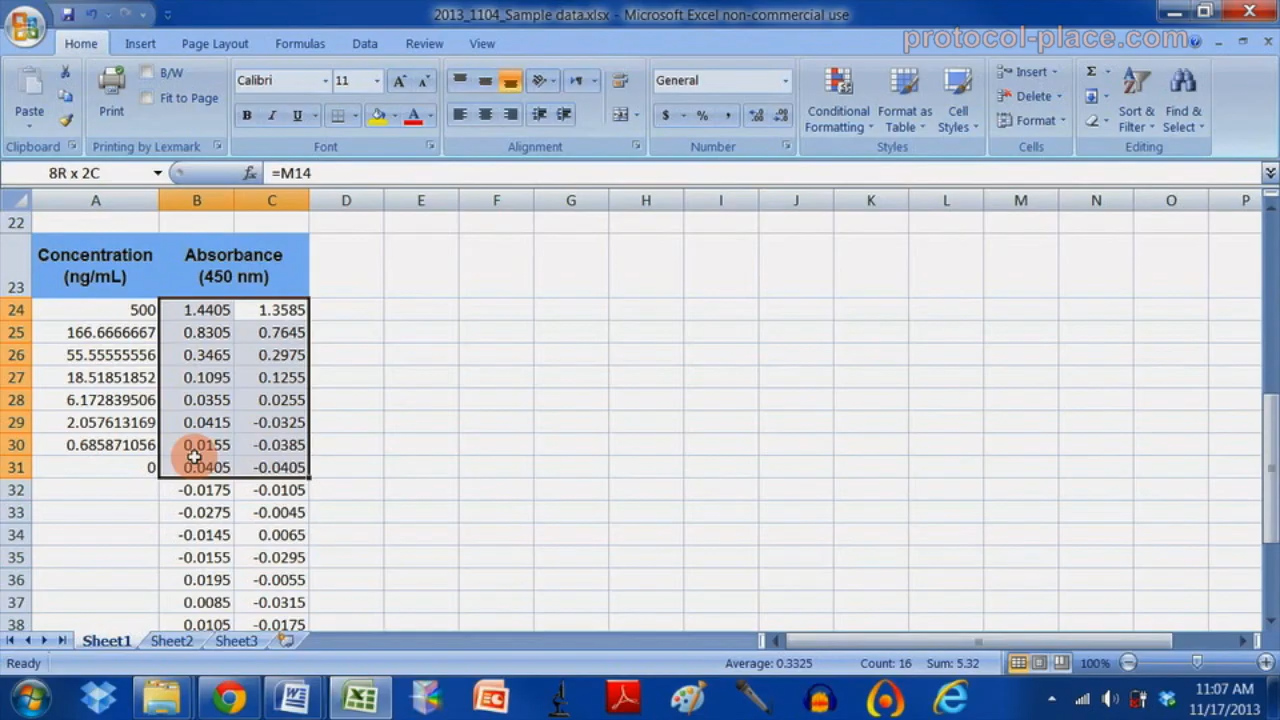 2013_1104_Sample data.xlsx - Microsoft Excel non-commercial use
protocol-place.com
Home Insert Page Layout Formulas Data Review View
Paste
Clipboard
Print
B/W
Fit to Page
Printing by Lexmark
Calibri 11
B I U
Font
Alignment
General
$ % ,
Number
Conditional Formatting
Format as Table
Cell Styles
Styles
Insert
Delete
Format
Cells
Σ
Sort & Filter
Find & Select
Editing
8R x 2C fx =M14
A B C D E F G H I J K L M N O P
22
23 Concentration (ng/mL) Absorbance (450 nm)
24 500 1.4405 1.3585
25 166.6666667 0.8305 0.7645
26 55.55555556 0.3465 0.2975
27 18.51851852 0.1095 0.1255
28 6.172839506 0.0355 0.0255
29 2.057613169 0.0415 -0.0325
30 0.685871056 0.0155 -0.0385
31 0 0.0405 -0.0405
32 -0.0175 -0.0105
33 -0.0275 -0.0045
34 -0.0145 0.0065
35 -0.0155 -0.0295
36 0.0195 -0.0055
37 0.0085 -0.0315
38 0.0105 -0.0175
Sheet1 Sheet2 Sheet3
Ready Average: 0.3325 Count: 16 Sum: 5.32 100%
11:07 AM
11/17/2013